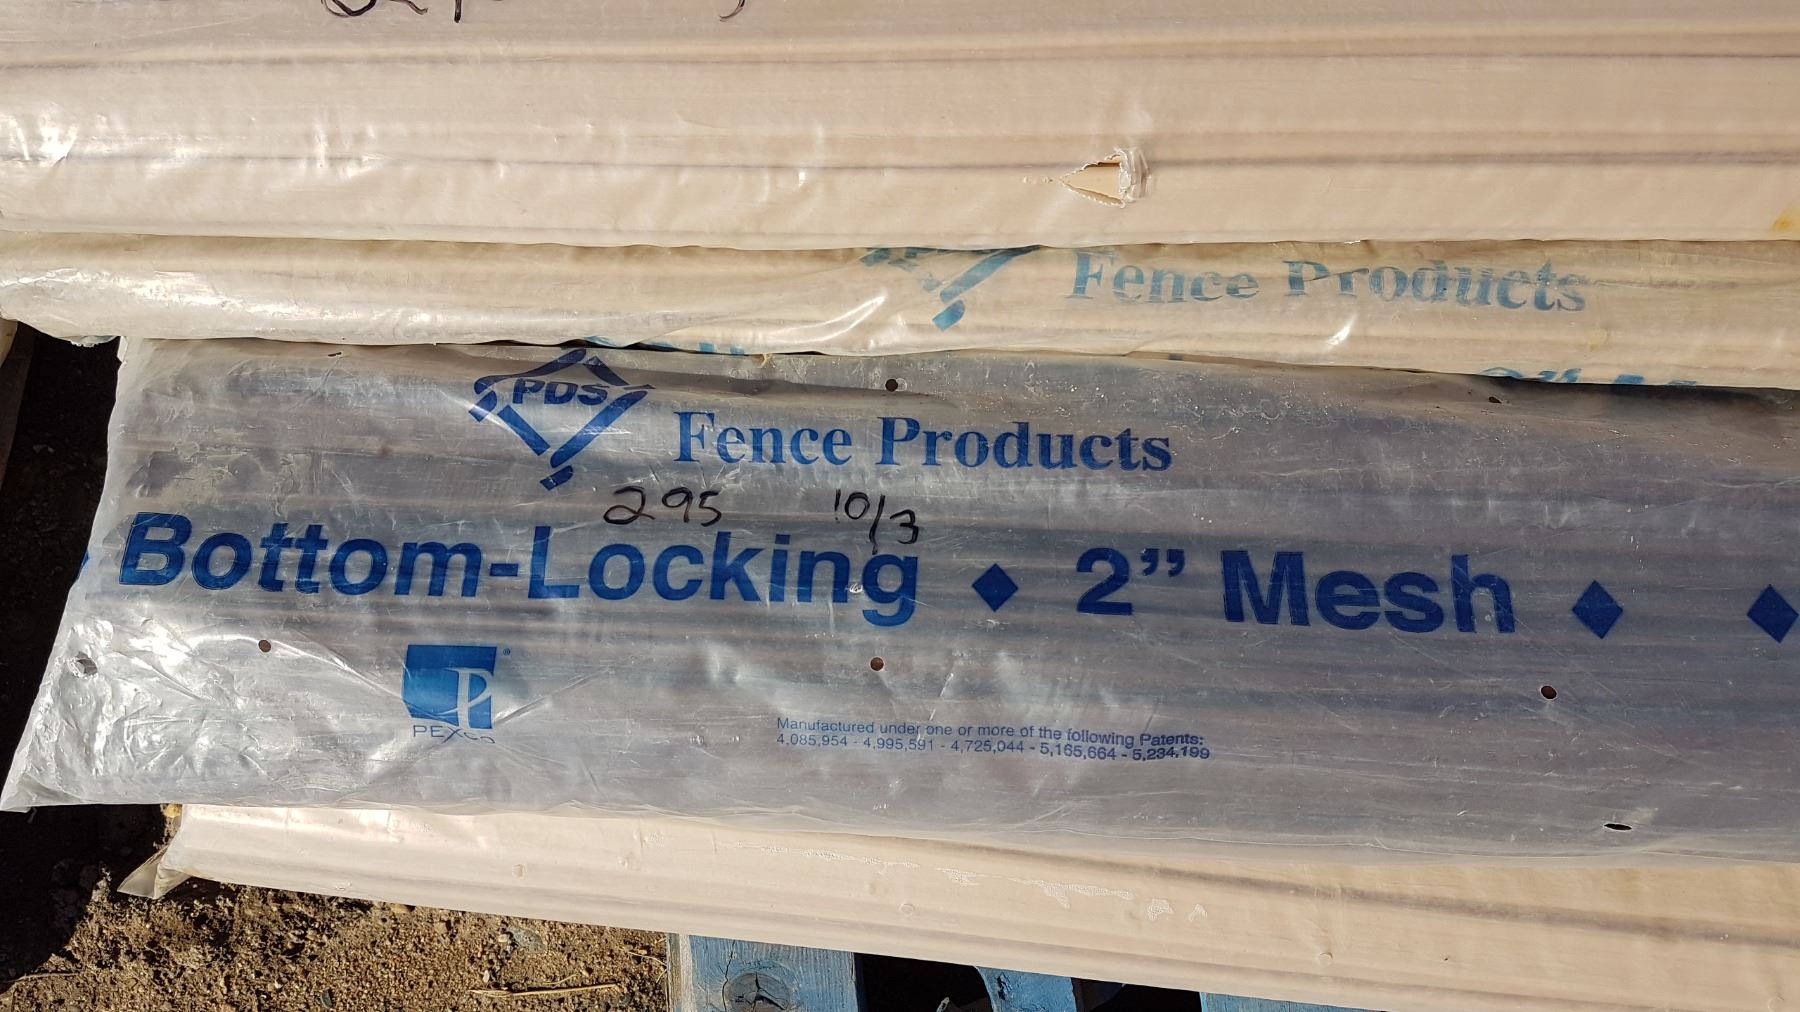 Fence Products
PDS
Fence Products
295 10/3
Bottom-Locking ◆ 2” Mesh ◆ ◆
PEXCO
Manufactured under one or more of the following Patents:
4,085,954 - 4,995,591 - 4,725,044 - 5,165,664 - 5,234,199